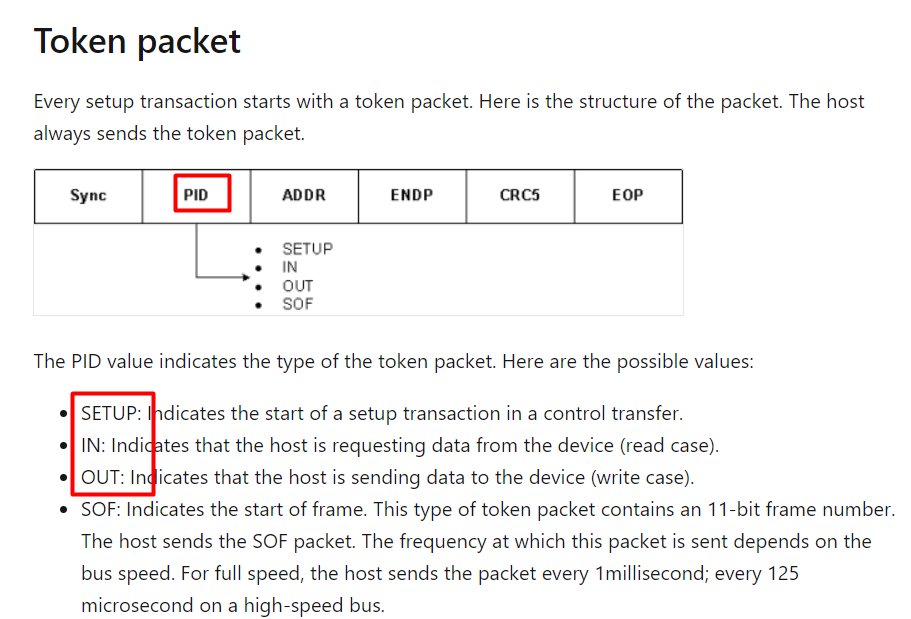 Token packet
Every setup transaction starts with a token packet. Here is the structure of the packet. The host
always sends the token packet.
Sync PID ADDR ENDP CRC5 EOP
• SETUP
• IN
• OUT
• SOF
The PID value indicates the type of the token packet. Here are the possible values:
• SETUP: Indicates the start of a setup transaction in a control transfer.
• IN: Indicates that the host is requesting data from the device (read case).
• OUT: Indicates that the host is sending data to the device (write case).
• SOF: Indicates the start of frame. This type of token packet contains an 11-bit frame number.
The host sends the SOF packet. The frequency at which this packet is sent depends on the
bus speed. For full speed, the host sends the packet every 1millisecond; every 125
microsecond on a high-speed bus.